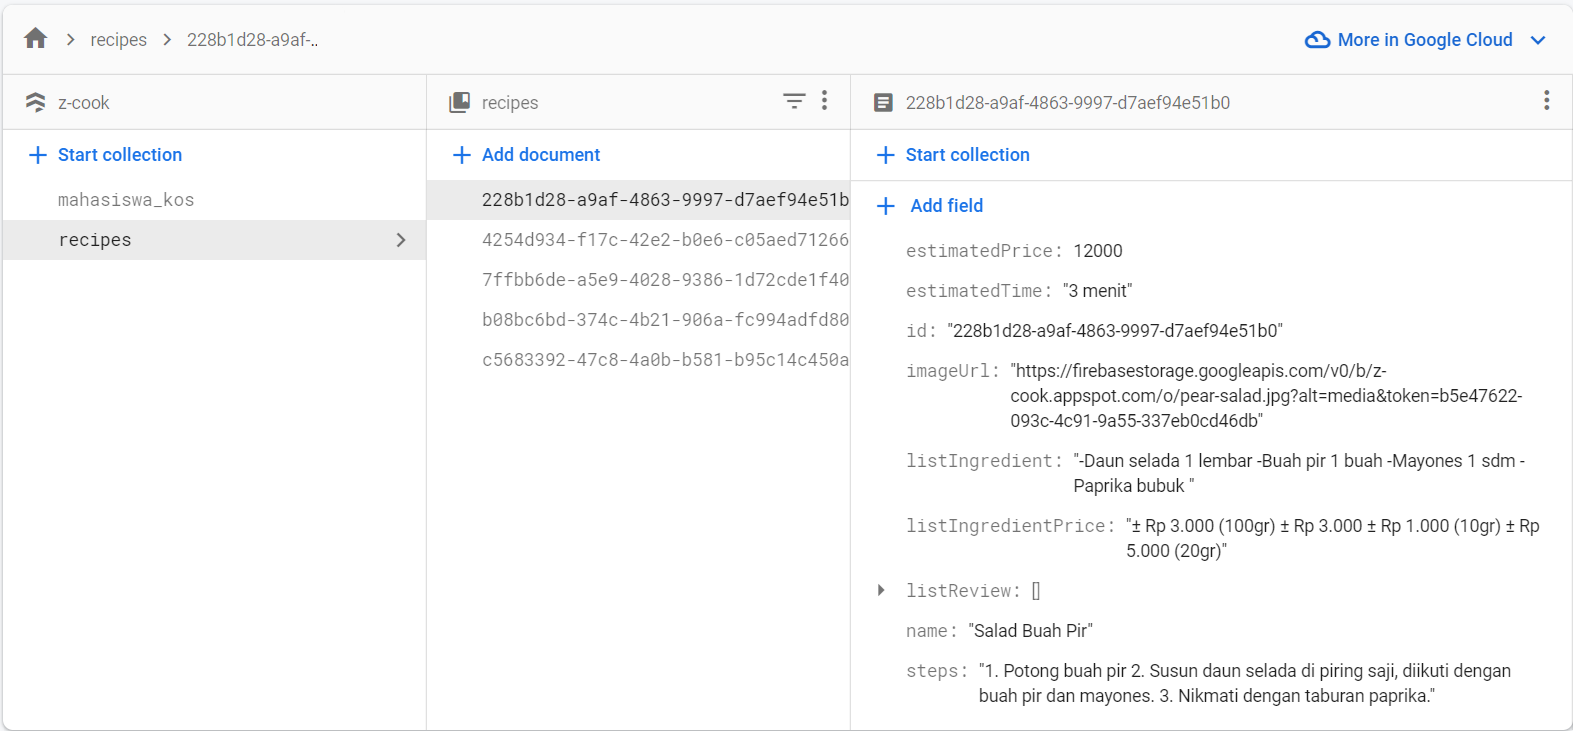 recipes
228b1d28-a9af-..
More in Google Cloud
z-cook
Start collection
mahasiswa_kos
recipes
recipes
Add document
228b1d28-a9af-4863-9997-d7aef94e51b
4254d934-f17c-42e2-b0e6-c05aed71266
7ffbb6de-a5e9-4028-9386-1d72cde1f40
b08bc6bd-374c-4b21-906a-fc994adfd80
c5683392-47c8-4a0b-b581-b95c14c450a
228b1d28-a9af-4863-9997-d7aef94e51b0
Start collection
Add field
estimatedPrice: 12000
estimatedTime: "3 menit"
id: "228b1d28-a9af-4863-9997-d7aef94e51b0"
imageUrl: "https://firebasestorage.googleapis.com/v0/b/z-
cook.appspot.com/o/pear-salad.jpg?alt=media&token=b5e47622-
093c-4c91-9a55-337eb0cd46db"
listIngredient: "-Daun selada 1 lembar -Buah pir 1 buah -Mayones 1 sdm -
Paprika bubuk "
listIngredientPrice: "± Rp 3.000 (100gr) ± Rp 3.000 ± Rp 1.000 (10gr) ± Rp
5.000 (20gr)"
listReview: []
name: "Salad Buah Pir"
steps: "1. Potong buah pir 2. Susun daun selada di piring saji, diikuti dengan
buah pir dan mayones. 3. Nikmati dengan taburan paprika."